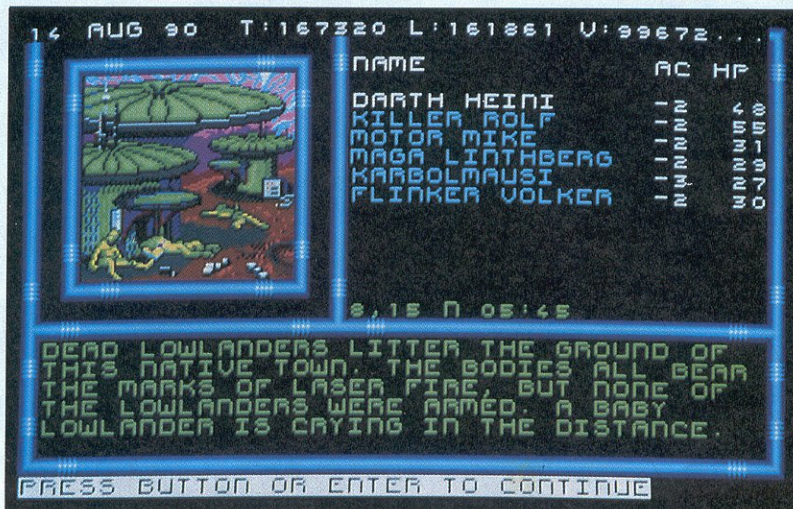 14 AUG 90 T:167320 L:161861 V:99672...
NAME AC HP
DARTH HEINI -2 48
KILLER ROLF -2 55
MOTOR MIKE -2 31
MAGA LINTHBERG -2 29
KARBOLMAUSI -3 27
FLINKER VOLKER -2 30
8,15 N 05:45
DEAD LOWLANDERS LITTER THE GROUND OF
THIS NATIVE TOWN. THE BODIES ALL BEAR
THE MARKS OF LASER FIRE, BUT NONE OF
THE LOWLANDERS WERE ARMED. A BABY
LOWLANDER IS CRYING IN THE DISTANCE.
PRESS BUTTON OR ENTER TO CONTINUE